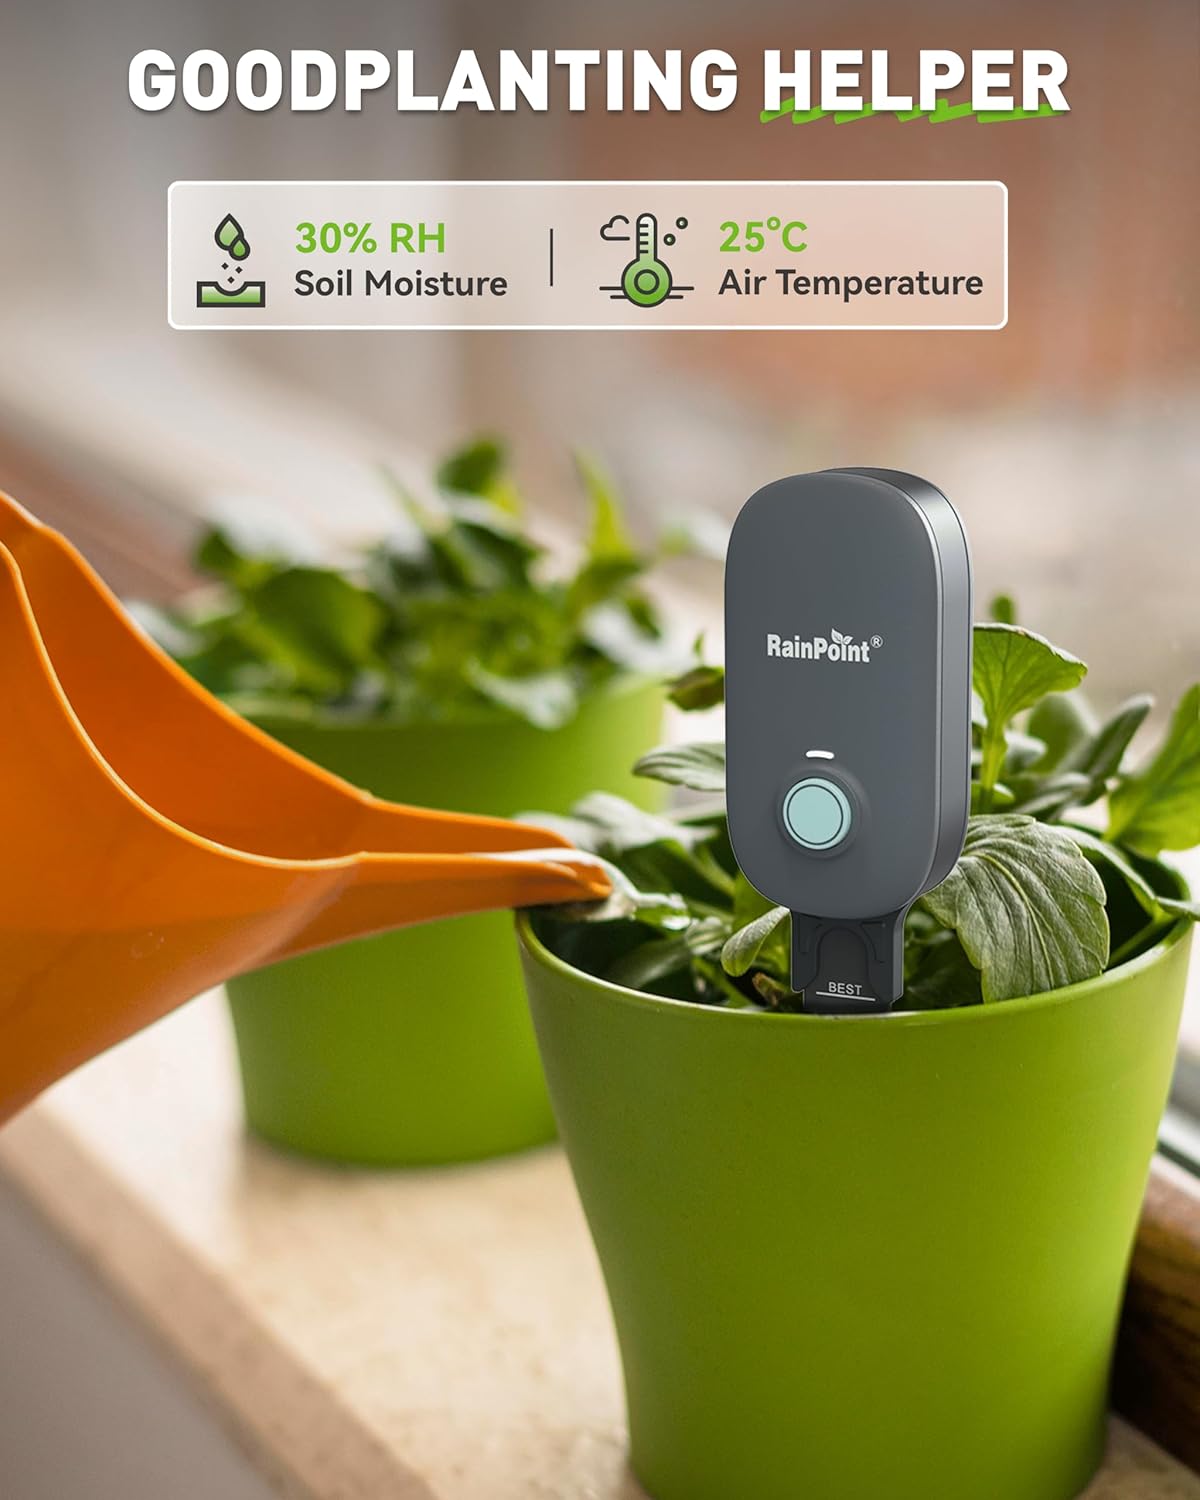 GOODPLANTING HELPER
30% RH
Soil Moisture
25°C
Air Temperature
RainPoint®
BEST